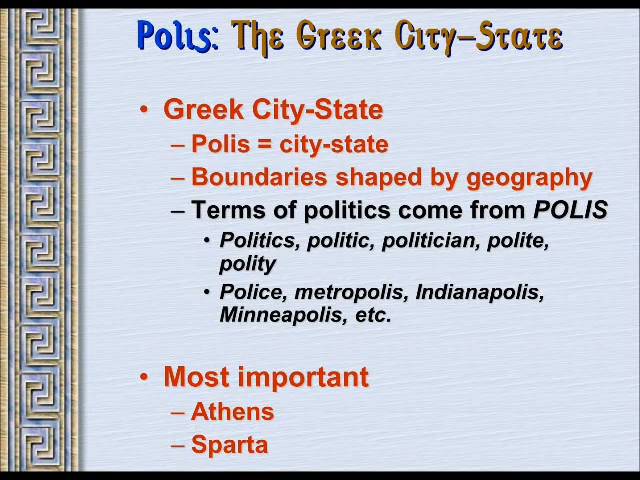 Polis: The Greek City-State
• Greek City-State
– Polis = city-state
– Boundaries shaped by geography
– Terms of politics come from POLIS
• Politics, politic, politician, polite,
polity
• Police, metropolis, Indianapolis,
Minneapolis, etc.
• Most important
– Athens
– Sparta